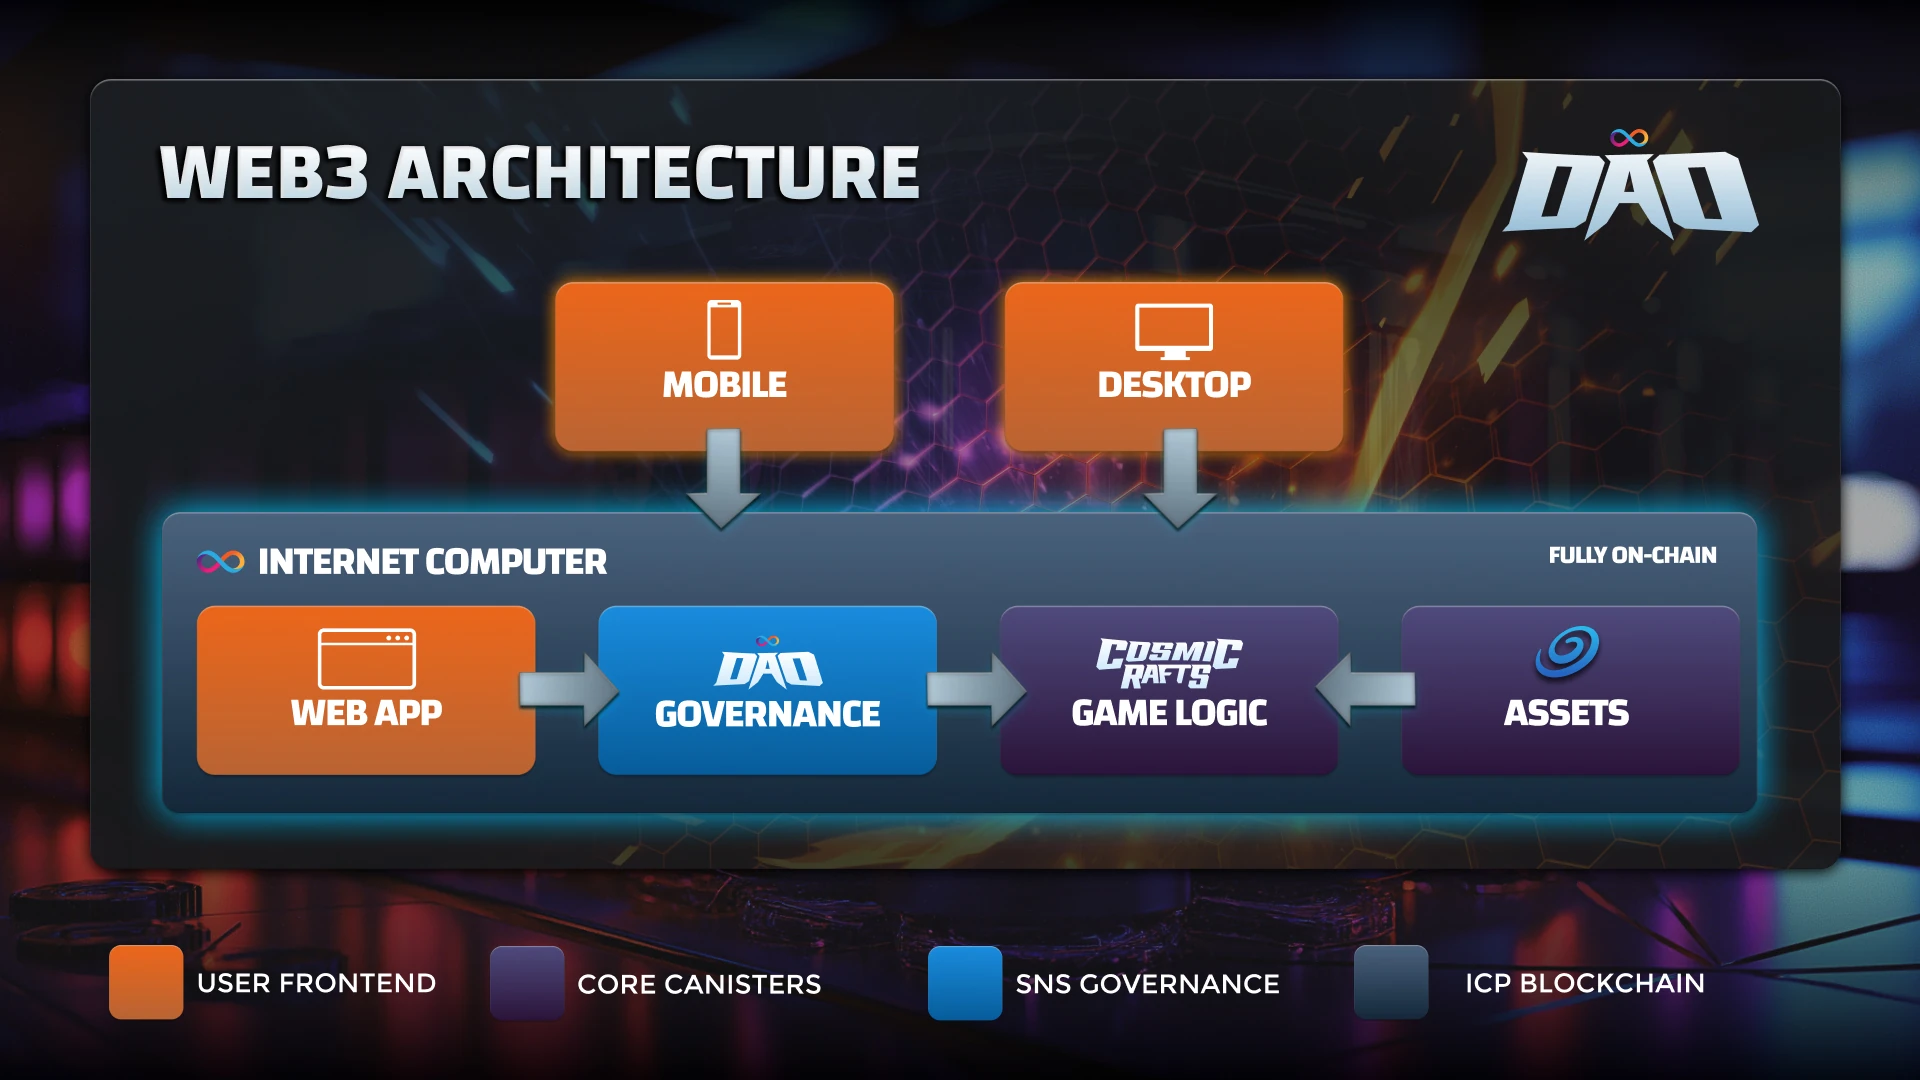 WEB3 ARCHITECTURE
DAO
MOBILE
DESKTOP
INTERNET COMPUTER
FULLY ON-CHAIN
WEB APP
DAO
GOVERNANCE
COSMIC
RAFTS
GAME LOGIC
ASSETS
USER FRONTEND
CORE CANISTERS
SNS GOVERNANCE
ICP BLOCKCHAIN